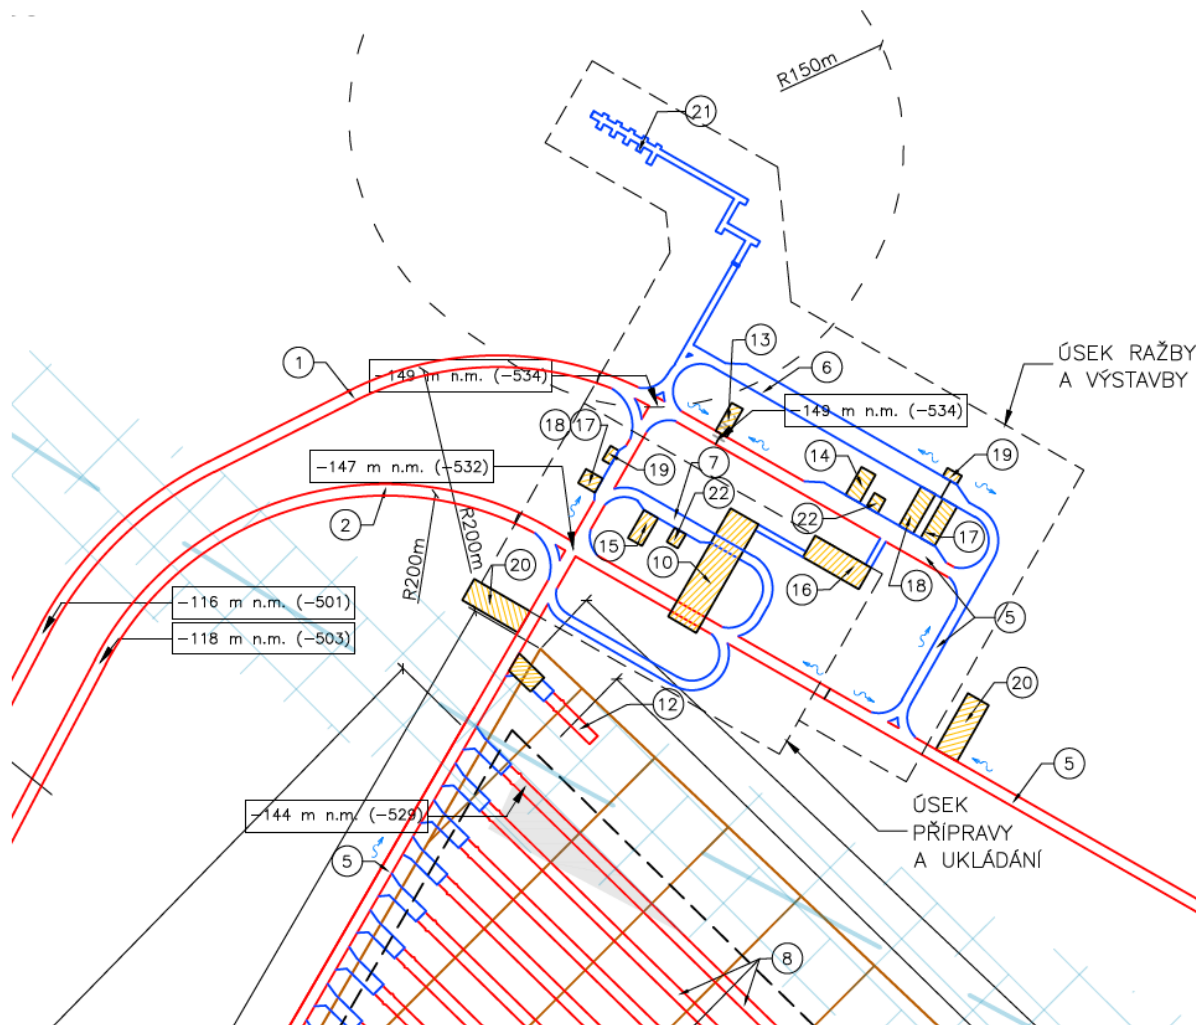 R150m
21
13
6
1
-149 m n.m. (-534)
ÚSEK RAŽBY
A VÝSTAVBY
-149 m n.m. (-534)
18
17
19
7
14
19
-147 m n.m. (-532)
22
22
2
R200m
R200m
15
10
20
16
18
17
5
-116 m n.m. (-501)
-118 m n.m. (-503)
12
20
5
-144 m n.m. (-529)
ÚSEK
PŘÍPRAVY
A UKLÁDÁNÍ
5
8